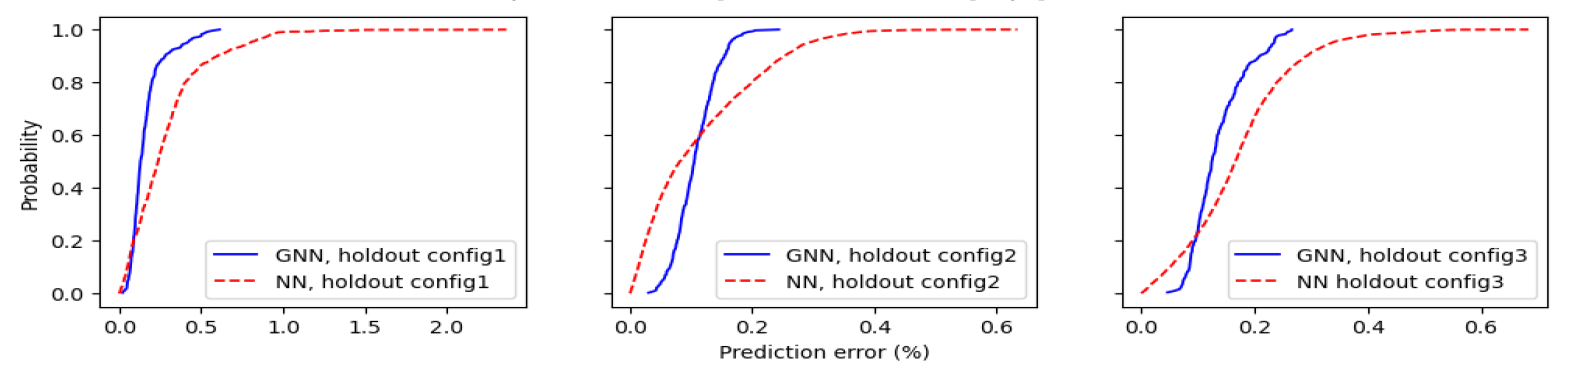 Probability
1.0
0.8
0.6
0.4
0.2
0.0
GNN, holdout config1
NN, holdout config1
0.0 0.5 1.0 1.5 2.0
GNN, holdout config2
NN, holdout config2
0.0 0.2 0.4 0.6
GNN, holdout config3
NN holdout config3
0.0 0.2 0.4 0.6
Prediction error (%)